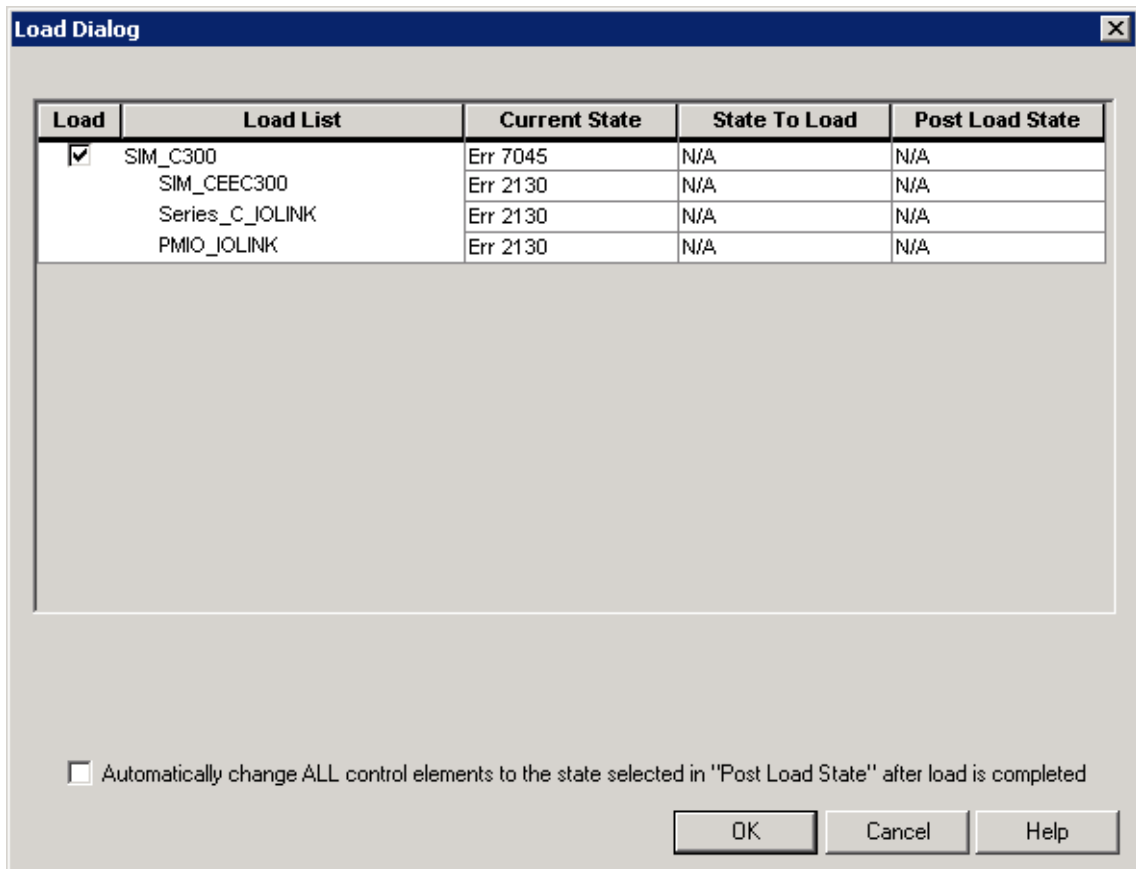 Load Dialog
Load Load List Current State State To Load Post Load State
SIM_C300 Err 7045 N/A N/A
SIM_CEEC300 Err 2130 N/A N/A
Series_C_IOLINK Err 2130 N/A N/A
PMIO_IOLINK Err 2130 N/A N/A
Automatically change ALL control elements to the state selected in "Post Load State" after load is completed
OK Cancel Help